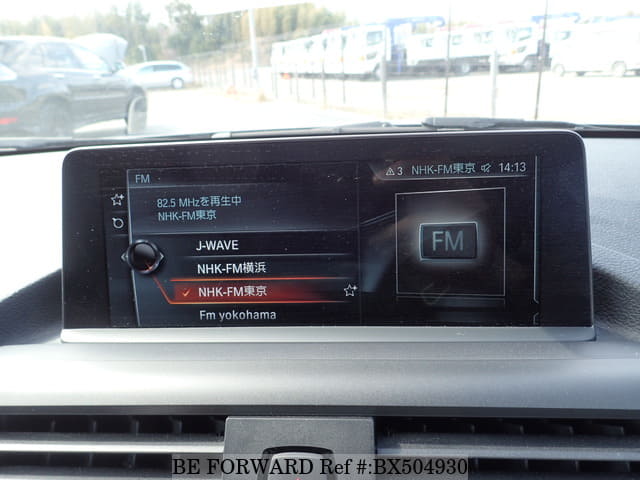 FM
3 NHK-FM東京 14:13
82.5 MHzを再生中
NHK-FM東京
J-WAVE
NHK-FM横浜
NHK-FM東京
Fm yokohama
FM
BE FORWARD Ref #:BX504930